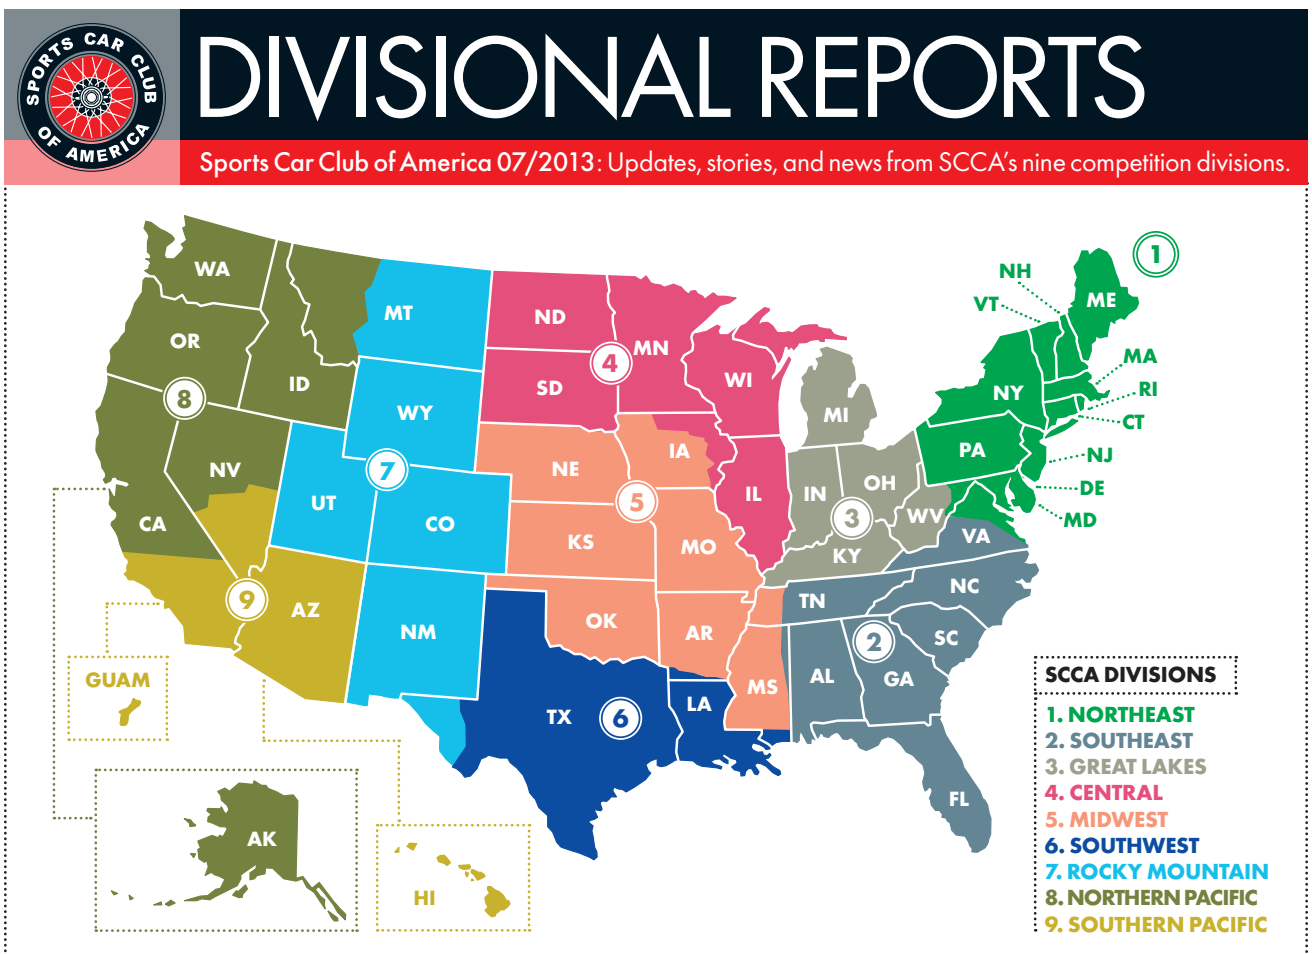 SPORTS CAR CLUB
OF AMERICA
DIVISIONAL REPORTS
Sports Car Club of America 07/2013: Updates, stories, and news from SCCA's nine competition divisions.
1
NH
VT
ME
WA
MT
ND
MN
OR
4
MA
WI
ID
SD
RI
8
WY
NY
MI
CT
IA
PA
NJ
NV
7
NE
OH
DE
UT
5
IL
IN
MD
CA
CO
3
WV
VA
KS
MO
KY
9
AZ
OK
TN
NC
NM
AR
2
SC
GUAM
MS
AL
GA
TX
6
LA
FL
AK
HI
SCCA DIVISIONS
1. NORTHEAST
2. SOUTHEAST
3. GREAT LAKES
4. CENTRAL
5. MIDWEST
6. SOUTHWEST
7. ROCKY MOUNTAIN
8. NORTHERN PACIFIC
9. SOUTHERN PACIFIC